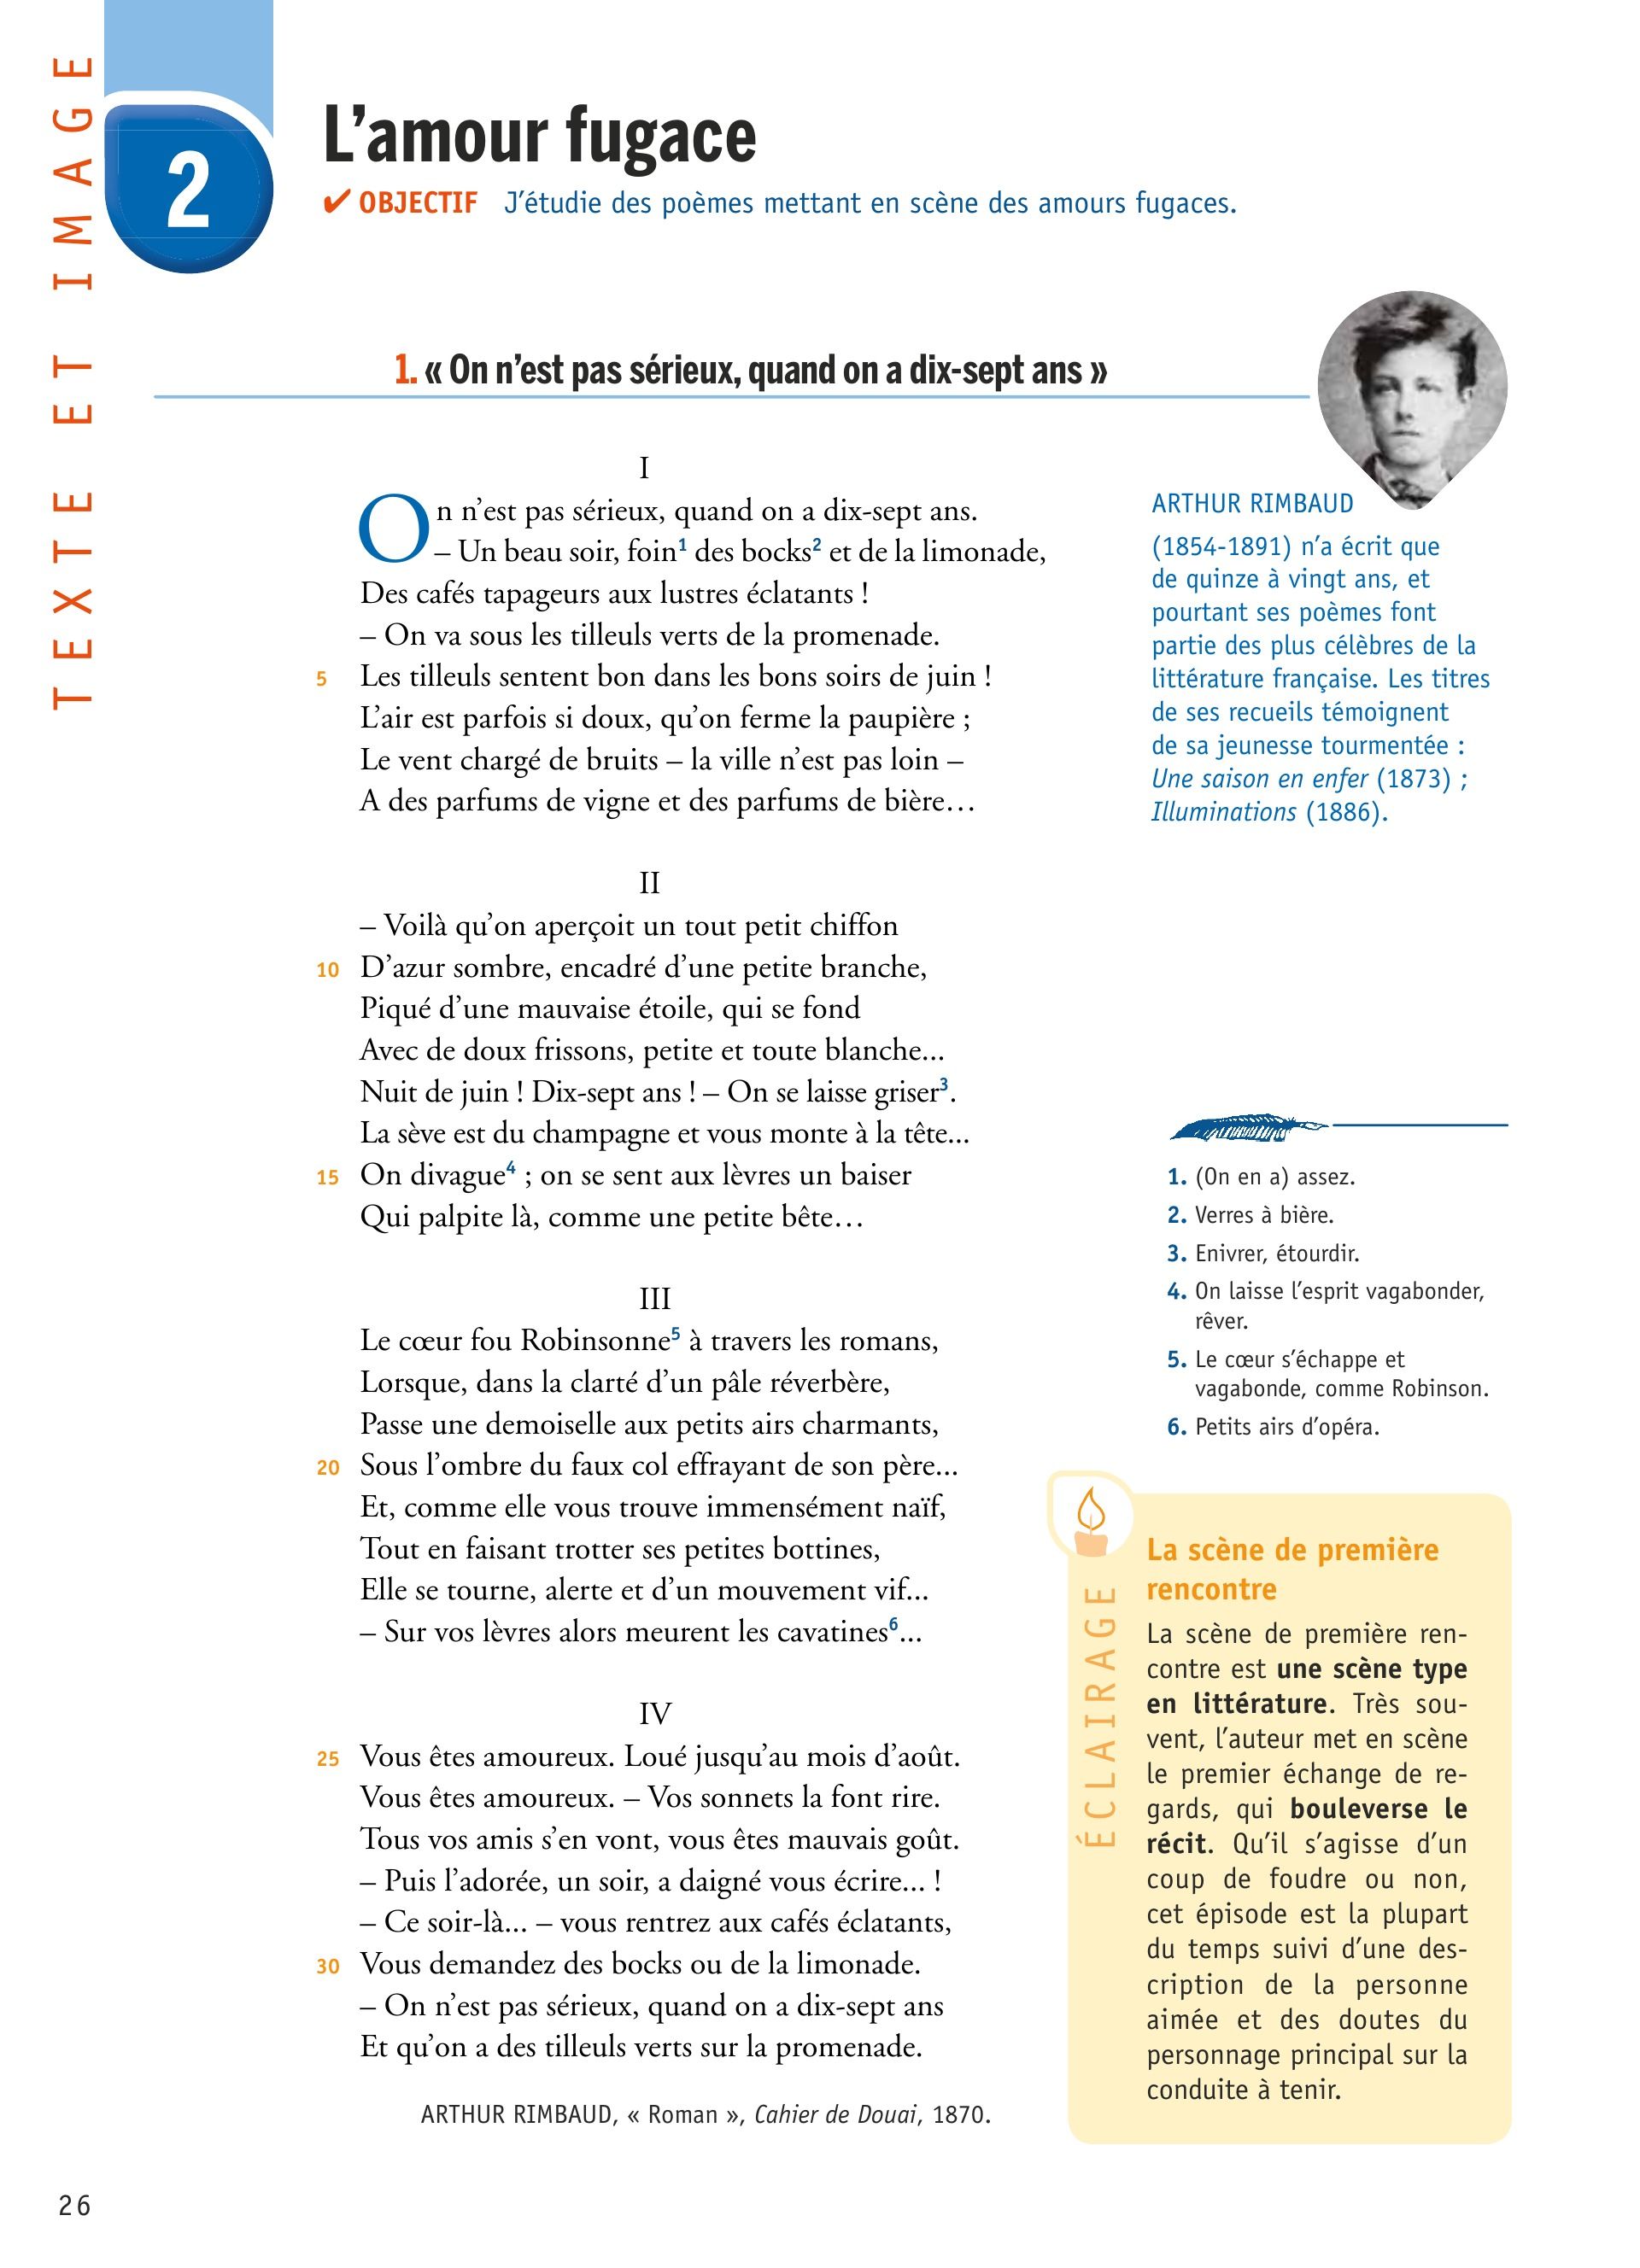 TEXTE ET IMAGE
2
L'amour fugace
✔ OBJECTIF J'étudie des poèmes mettant en scène des amours fugaces.
1. « On n'est pas sérieux, quand on a dix-sept ans »
I
On n'est pas sérieux, quand on a dix-sept ans.
– Un beau soir, foin1 des bocks2 et de la limonade,
Des cafés tapageurs aux lustres éclatants !
– On va sous les tilleuls verts de la promenade.
5 Les tilleuls sentent bon dans les bons soirs de juin !
L'air est parfois si doux, qu'on ferme la paupière ;
Le vent chargé de bruits – la ville n'est pas loin –
A des parfums de vigne et des parfums de bière…
II
– Voilà qu'on aperçoit un tout petit chiffon
10 D'azur sombre, encadré d'une petite branche,
Piqué d'une mauvaise étoile, qui se fond
Avec de doux frissons, petite et toute blanche...
Nuit de juin ! Dix-sept ans ! – On se laisse griser3.
La sève est du champagne et vous monte à la tête...
15 On divague4 ; on se sent aux lèvres un baiser
Qui palpite là, comme une petite bête…
III
Le cœur fou Robinsonne5 à travers les romans,
Lorsque, dans la clarté d'un pâle réverbère,
Passe une demoiselle aux petits airs charmants,
20 Sous l'ombre du faux col effrayant de son père...
Et, comme elle vous trouve immensément naïf,
Tout en faisant trotter ses petites bottines,
Elle se tourne, alerte et d'un mouvement vif...
– Sur vos lèvres alors meurent les cavatines6...
IV
25 Vous êtes amoureux. Loué jusqu'au mois d'août.
Vous êtes amoureux. – Vos sonnets la font rire.
Tous vos amis s'en vont, vous êtes mauvais goût.
– Puis l'adorée, un soir, a daigné vous écrire... !
– Ce soir-là... – vous rentrez aux cafés éclatants,
30 Vous demandez des bocks ou de la limonade.
– On n'est pas sérieux, quand on a dix-sept ans
Et qu'on a des tilleuls verts sur la promenade.
ARTHUR RIMBAUD, « Roman », Cahier de Douai, 1870.
ARTHUR RIMBAUD
(1854-1891) n'a écrit que
de quinze à vingt ans, et
pourtant ses poèmes font
partie des plus célèbres de la
littérature française. Les titres
de ses recueils témoignent
de sa jeunesse tourmentée :
Une saison en enfer (1873) ;
Illuminations (1886).
1. (On en a) assez.
2. Verres à bière.
3. Enivrer, étourdir.
4. On laisse l'esprit vagabonder,
rêver.
5. Le cœur s'échappe et
vagabonde, comme Robinson.
6. Petits airs d'opéra.
ÉCLAIRAGE
La scène de première
rencontre
La scène de première ren-
contre est une scène type
en littérature. Très sou-
vent, l'auteur met en scène
le premier échange de re-
gards, qui bouleverse le
récit. Qu'il s'agisse d'un
coup de foudre ou non,
cet épisode est la plupart
du temps suivi d'une des-
cription de la personne
aimée et des doutes du
personnage principal sur la
conduite à tenir.
26